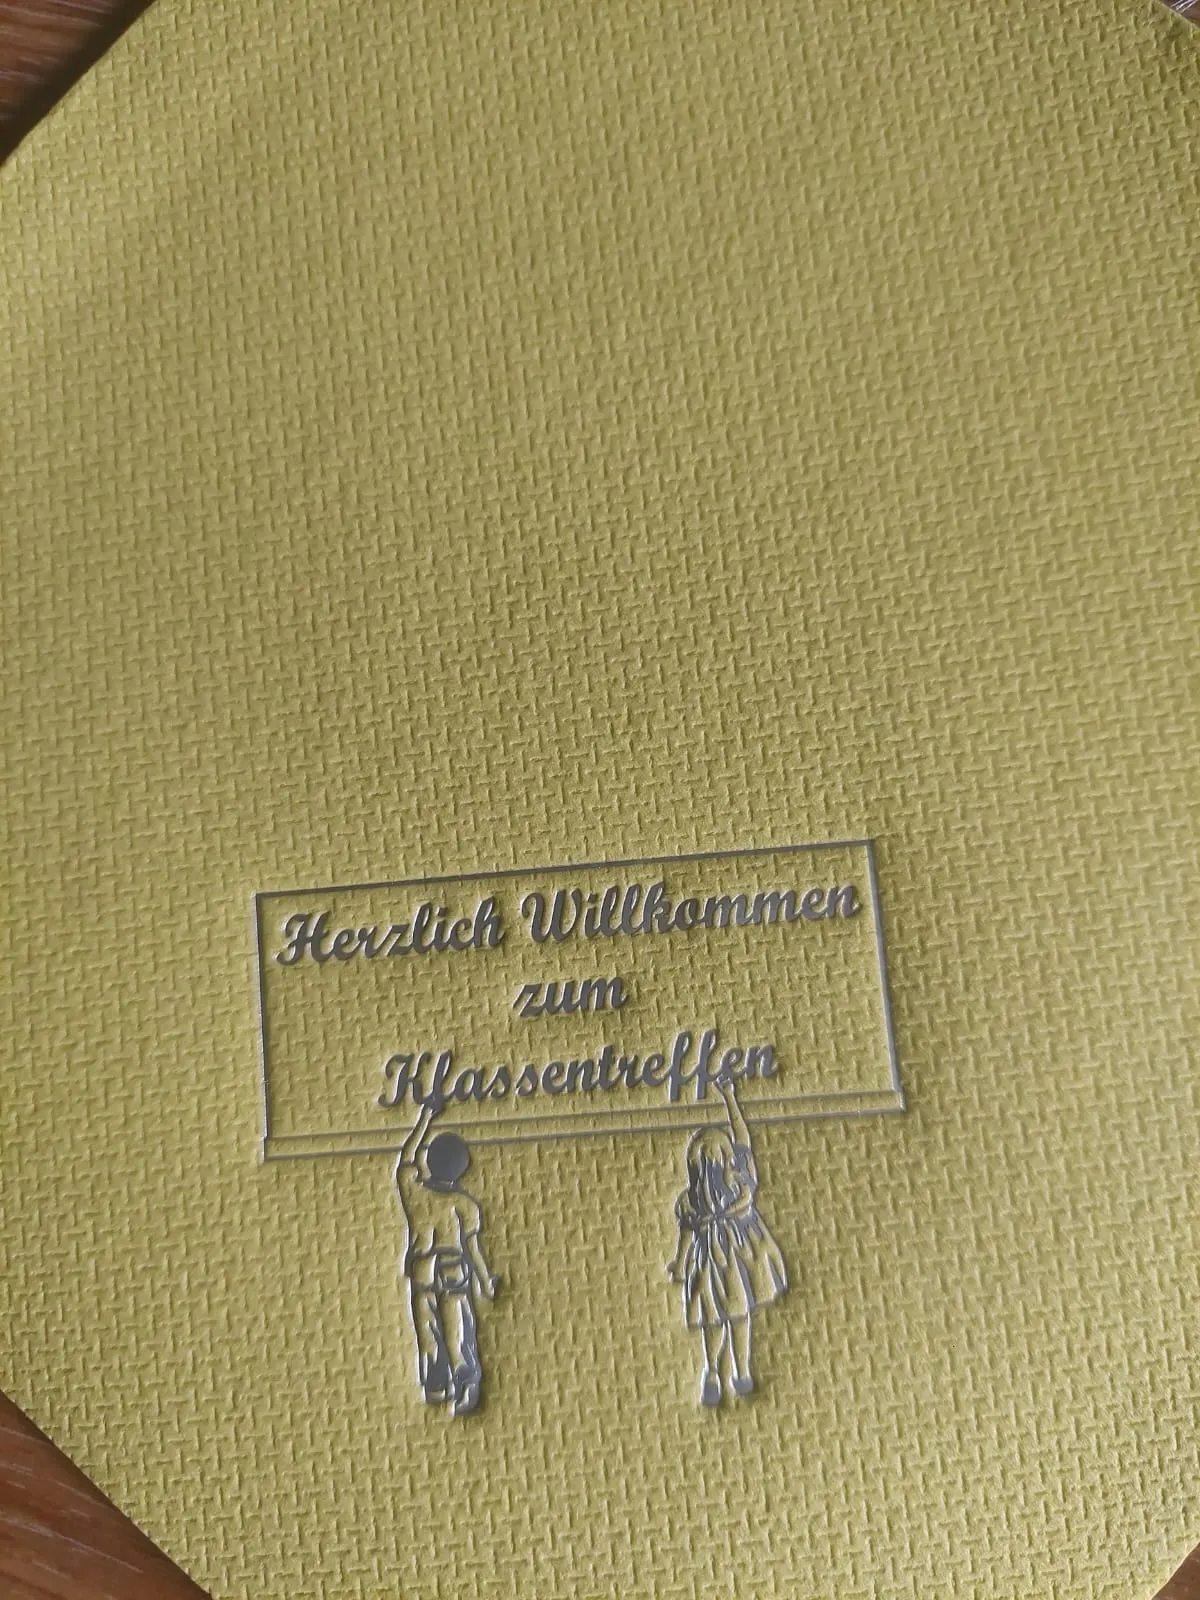 Herzlich Willkommen
zum
Klassentreffen